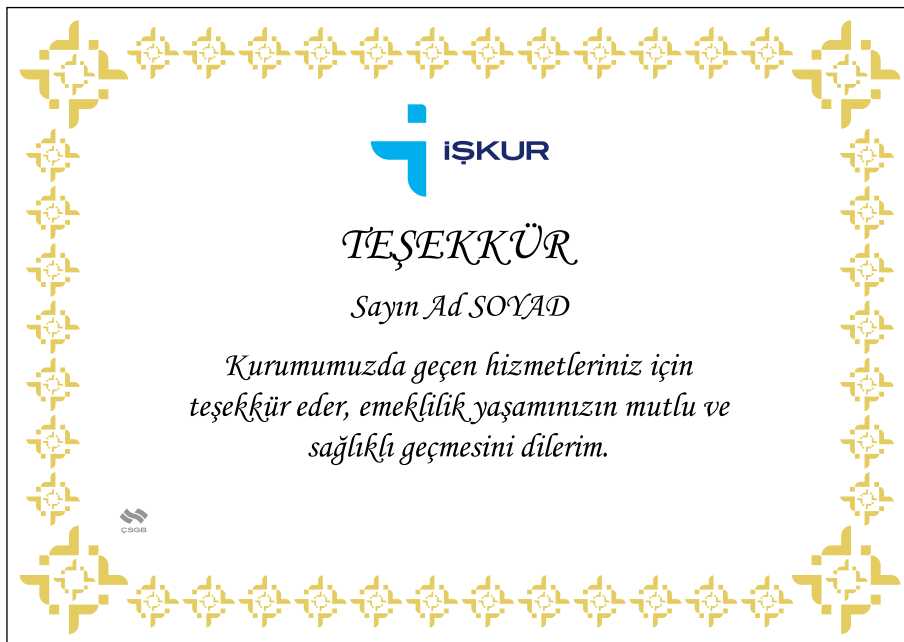 İŞKUR
TEŞEKKÜR
Sayın Ad SOYAD
Kurumumuzda geçen hizmetleriniz için
teşekkür eder, emeklilik yaşamınızın mutlu ve
sağlıklı geçmesini dilerim.
ÇSGB